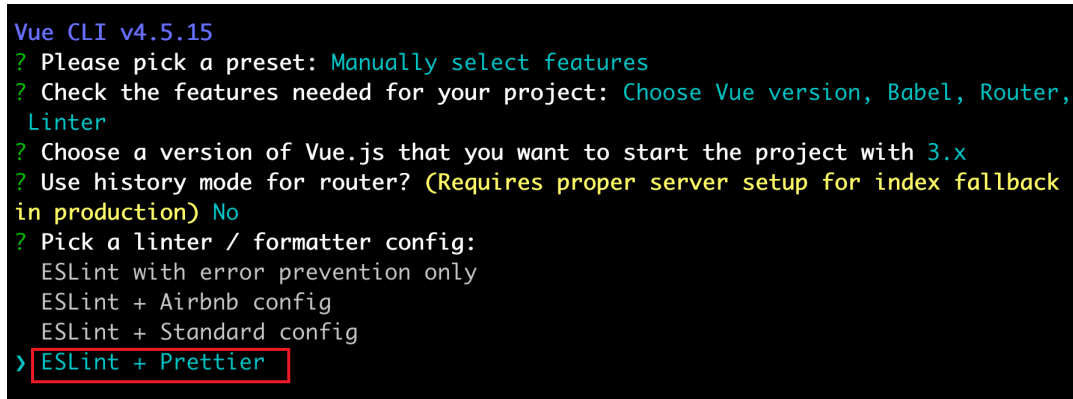 Vue CLI v4.5.15
? Please pick a preset: Manually select features
? Check the features needed for your project: Choose Vue version, Babel, Router,
Linter
? Choose a version of Vue.js that you want to start the project with 3.x
? Use history mode for router? (Requires proper server setup for index fallback
in production) No
? Pick a linter / formatter config:
ESLint with error prevention only
ESLint + Airbnb config
ESLint + Standard config
❯ ESLint + Prettier